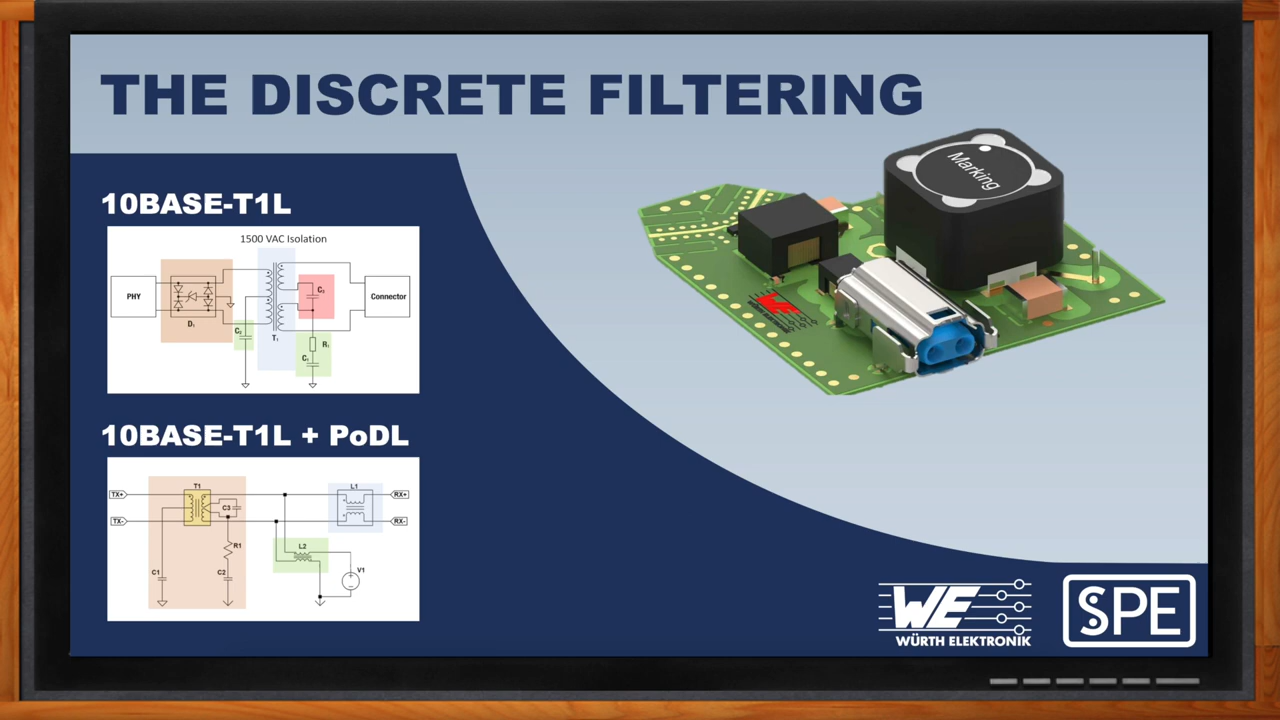 THE DISCRETE FILTERING
Marking
10BASE-T1L
1500 VAC Isolation
PHY
D₁
C₂
T₁
C₃
R₁
C₁
Connector
10BASE-T1L + PoDL
TX+
TX-
T1
C3
R1
C1
C2
L1
L2
V1
RX+
RX-
WE
WÜRTH ELEKTRONIK
SPE